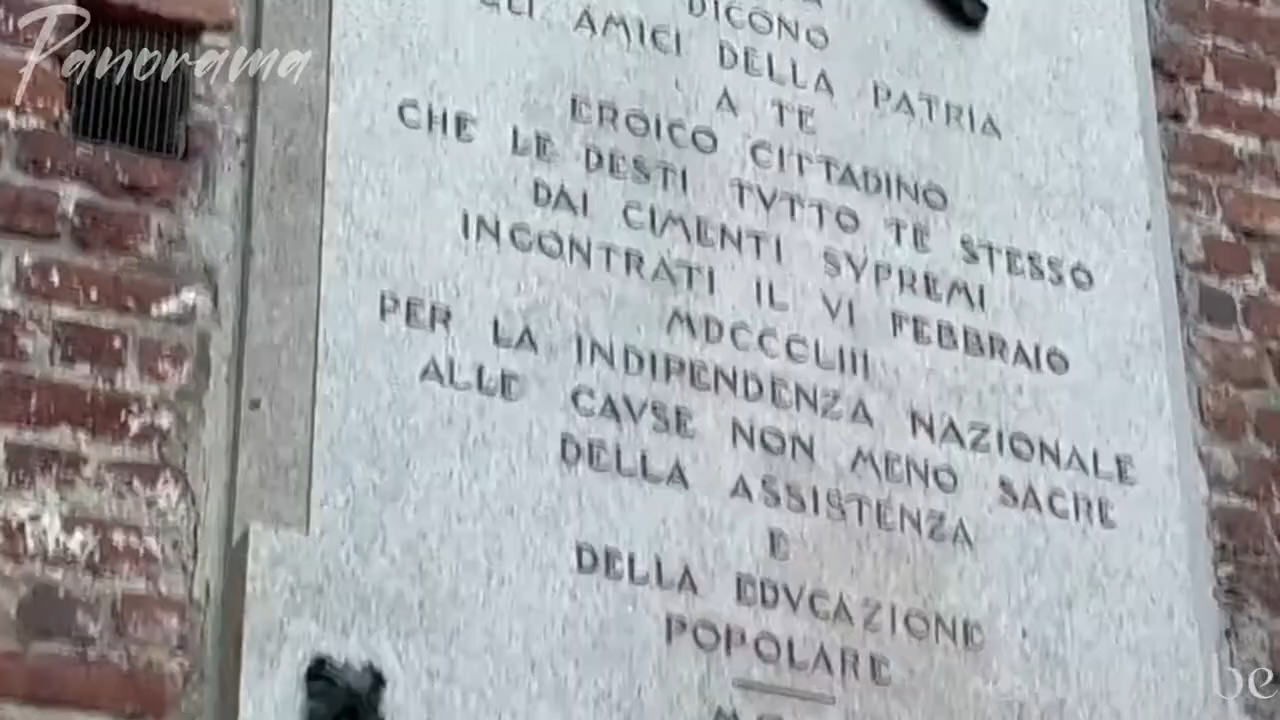 Panorama
DICONO
GLI AMICI DELLA PATRIA
A TE
EROICO CITTADINO
CHE LE DESTI TVTTO TE STESSO
DAI CIMENTI SVPREMI
INCONTRATI IL VI FEBBRAIO
MDCCCLIII
PER LA INDIPENDENZA NAZIONALE
ALLE CAVSE NON MENO SACRE
DELLA ASSISTENZA
E
DELLA EDVCAZIONE
POPOLARE
be